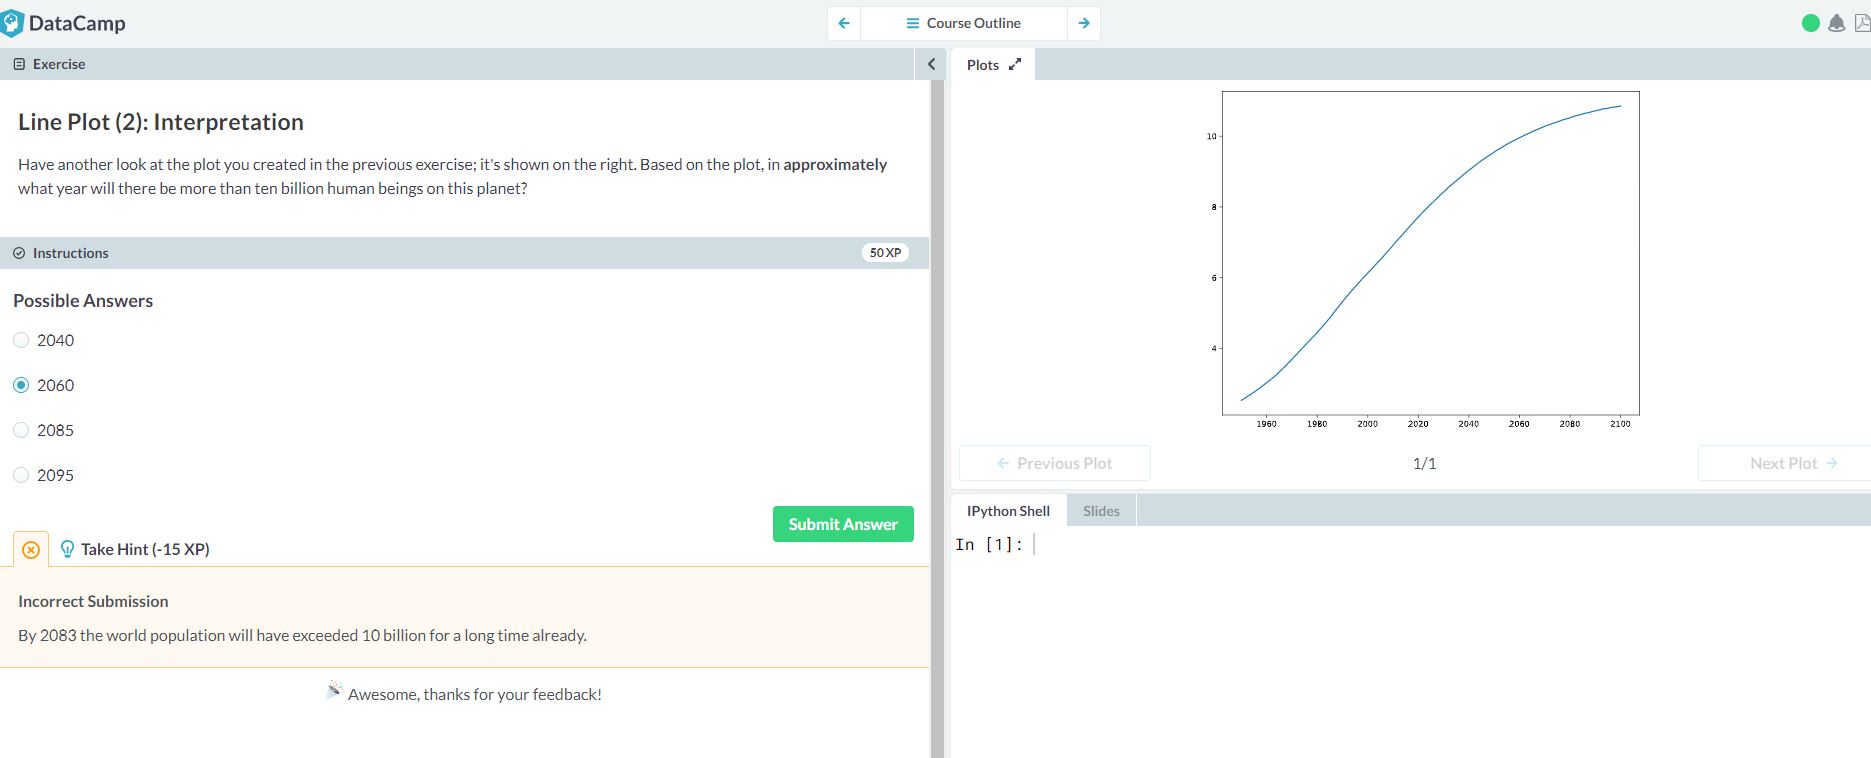 DataCamp
Course Outline
Exercise
Line Plot (2): Interpretation
Have another look at the plot you created in the previous exercise; it's shown on the right. Based on the plot, in approximately
what year will there be more than ten billion human beings on this planet?
Instructions
50 XP
Possible Answers
2040
2060
2085
2095
Submit Answer
Take Hint (-15 XP)
Incorrect Submission
By 2083 the world population will have exceeded 10 billion for a long time already.
Awesome, thanks for your feedback!
Plots
10
8
6
4
1960 1980 2000 2020 2040 2060 2080 2100
Previous Plot
1/1
Next Plot
IPython Shell
Slides
In [1]: